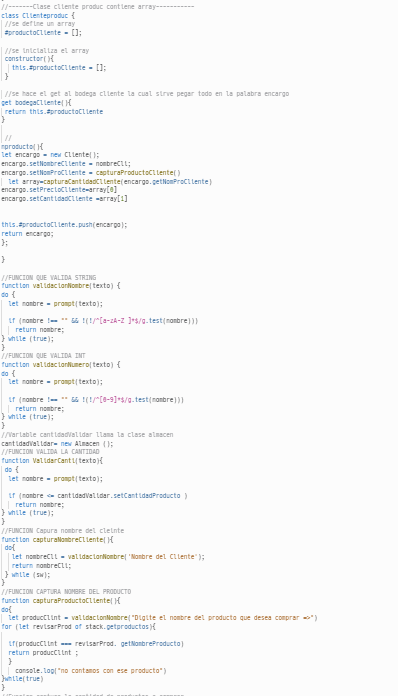 //-------Clase cliente produc contiene array-----------
class Clienteproduc {
//se define un array
#productoCliente = [];
//se inicializa el array
constructor(){
this.#productoCliente = [];
}
//se hace el get al bodega cliente la cual sirve pegar todo en la palabra encargo
get bodegaCliente(){
return this.#productoCliente
}
//
nproducto(){
let encargo = new Cliente();
encargo.setNombreCliente = nombreCli;
encargo.setNomProCliente = capturaProductoCliente()
let array=capturaCantidadCliente(encargo.getNomProCliente)
encargo.setPrecioCliente=array[0]
encargo.setCantidadCliente =array[1]
this.#productoCliente.push(encargo);
return encargo;
};
}
//FUNCION QUE VALIDA STRING
function validacionNombre(texto) {
do {
let nombre = prompt(texto);
if (nombre !== "" && !(!/^[a-zA-Z ]*$/g.test(nombre)))
return nombre;
} while (true);
}
//FUNCION QUE VALIDA INT
function validacionNumero(texto) {
do {
let nombre = prompt(texto);
if (nombre !== "" && !(!/^[0-9]*$/g.test(nombre)))
return nombre;
} while (true);
}
//Variable cantidadValidar llama la clase almacen
cantidadValidar= new Almacen ();
//FUNCION VALIDA LA CANTIDAD
function ValidarCanti(texto){
do {
let nombre = prompt(texto);
if (nombre <= cantidadValidar.setCantidadProducto )
return nombre;
} while (true);
}
//FUNCION Capura nombre del cleinte
function capturaNombreCliente(){
do{
let nombreCli = validacionNombre('Nombre del Cliente');
return nombreCli;
} while (sw);
}
//FUNCION CAPTURA NOMBRE DEL PRODUCTO
function capturaProductoCliente(){
do{
let producClint = validacionNombre("Digite el nombre del producto que desea comprar =>")
for (let revisarProd of stack.getproductos){
if(producClint === revisarProd. getNombreProducto)
return producClint ;
}
console.log("no contamos con ese producto")
}while(true)
}